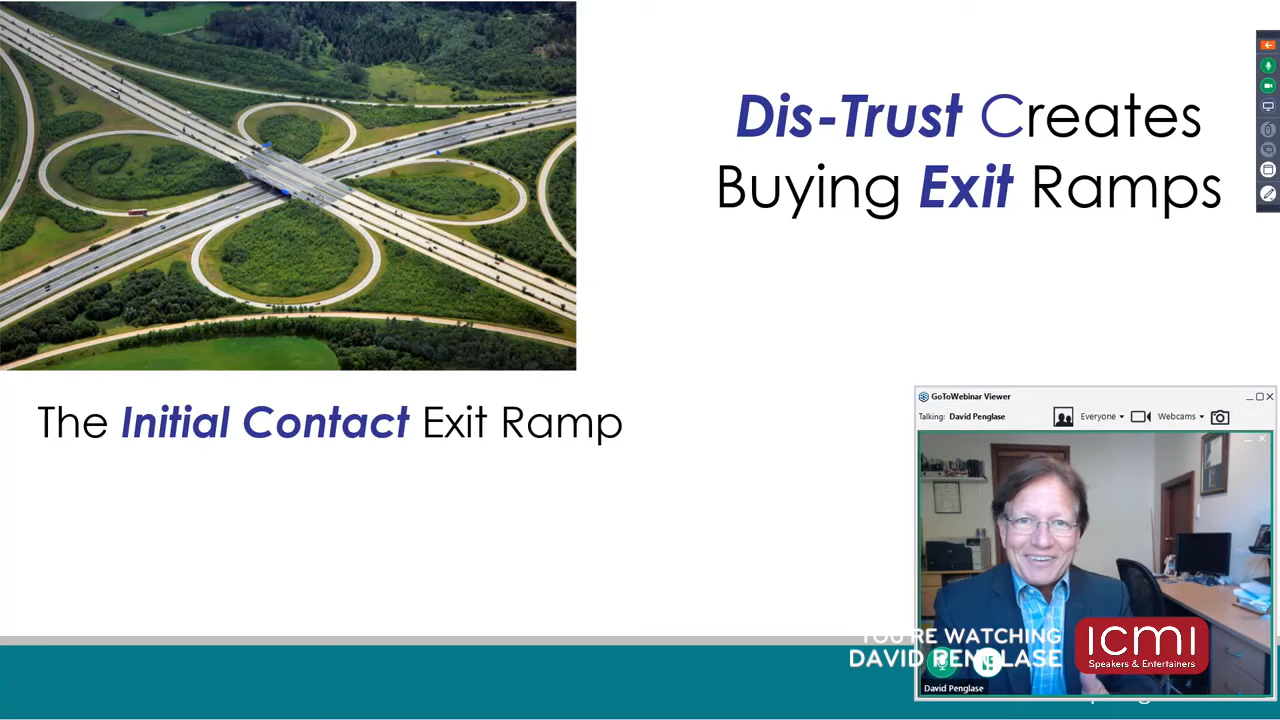 Dis-Trust Creates
Buying Exit Ramps
The Initial Contact Exit Ramp
GoToWebinar Viewer
Talking: David Penglase
Everyone
Webcams
YOU'RE WATCHING
DAVID PENGLASE
ICMI
Speakers & Entertainers
David Penglase